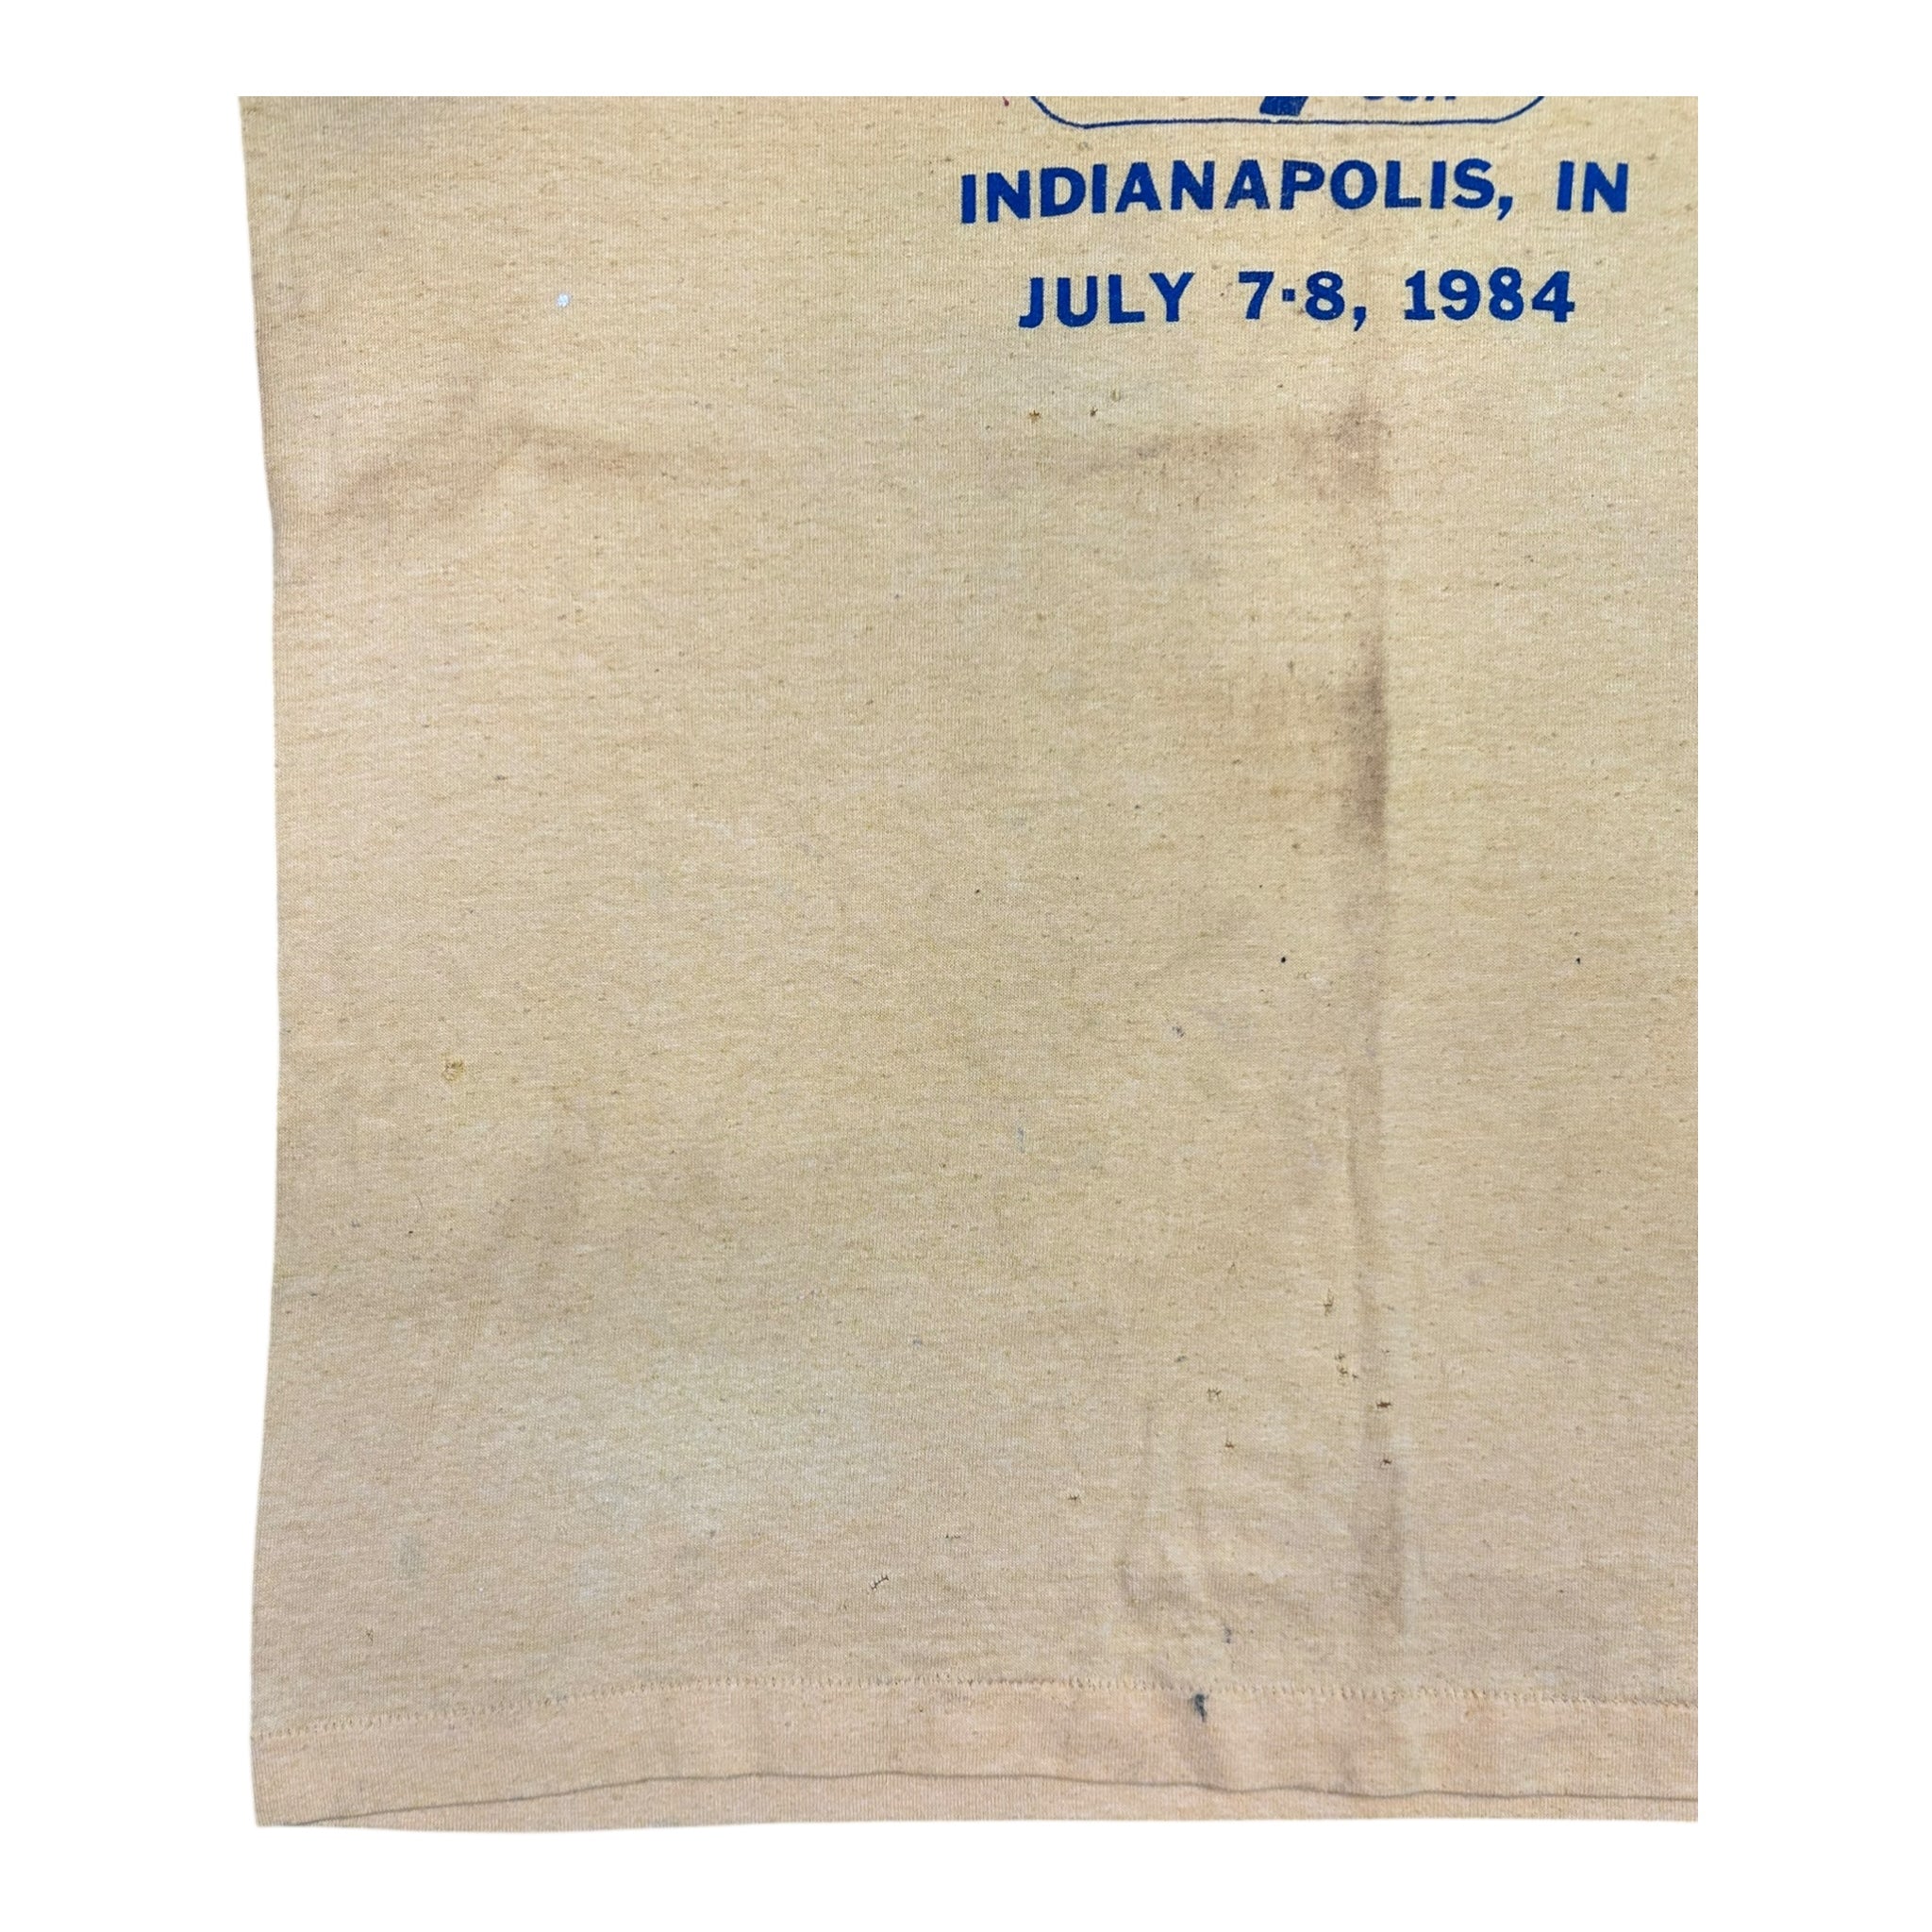 INDIANAPOLIS, IN
JULY 7-8, 1984